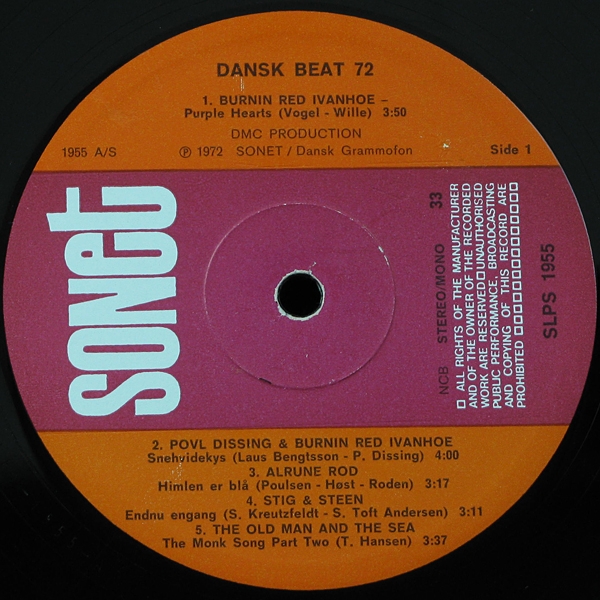 DANSK BEAT 72
1. BURNIN RED IVANHOE –
Purple Hearts (Vogel - Wille) 3:50
DMC PRODUCTION
1955 A/S
Ⓟ 1972 SONET / Dansk Grammofon
Side 1
SONET
NCB STEREO/MONO 33
□ ALL RIGHTS OF THE MANUFACTURER
AND OF THE OWNER OF THE RECORDED
WORK ARE RESERVED □ UNAUTHORISED
PUBLIC PERFORMANCE, BROADCASTING
AND COPYING OF THIS RECORD ARE
PROHIBITED □□□□□□□□□□□□□□□
SLPS 1955
2. POVL DISSING & BURNIN RED IVANHOE
Snehvidekys (Laus Bengtsson - P. Dissing) 4:00
3. ALRUNE ROD
Himlen er blå (Poulsen - Høst - Roden) 3:17
4. STIG & STEEN
Endnu engang (S. Kreutzfeldt - S. Toft Andersen) 3:11
5. THE OLD MAN AND THE SEA
The Monk Song Part Two (T. Hansen) 3:37